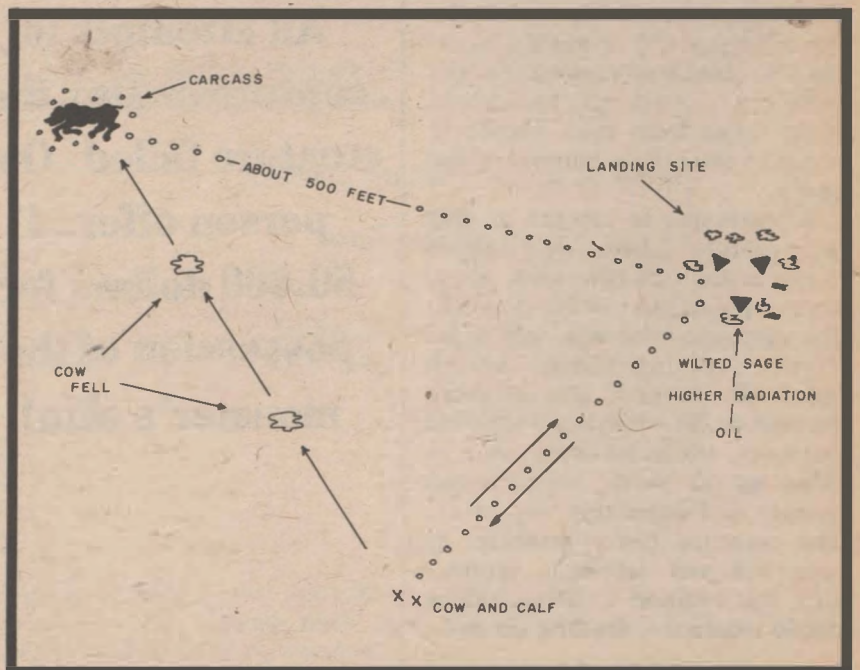 CARCASS
ABOUT 500 FEET
LANDING SITE
COW
FELL
WILTED SAGE
HIGHER RADIATION
OIL
X X COW AND CALF